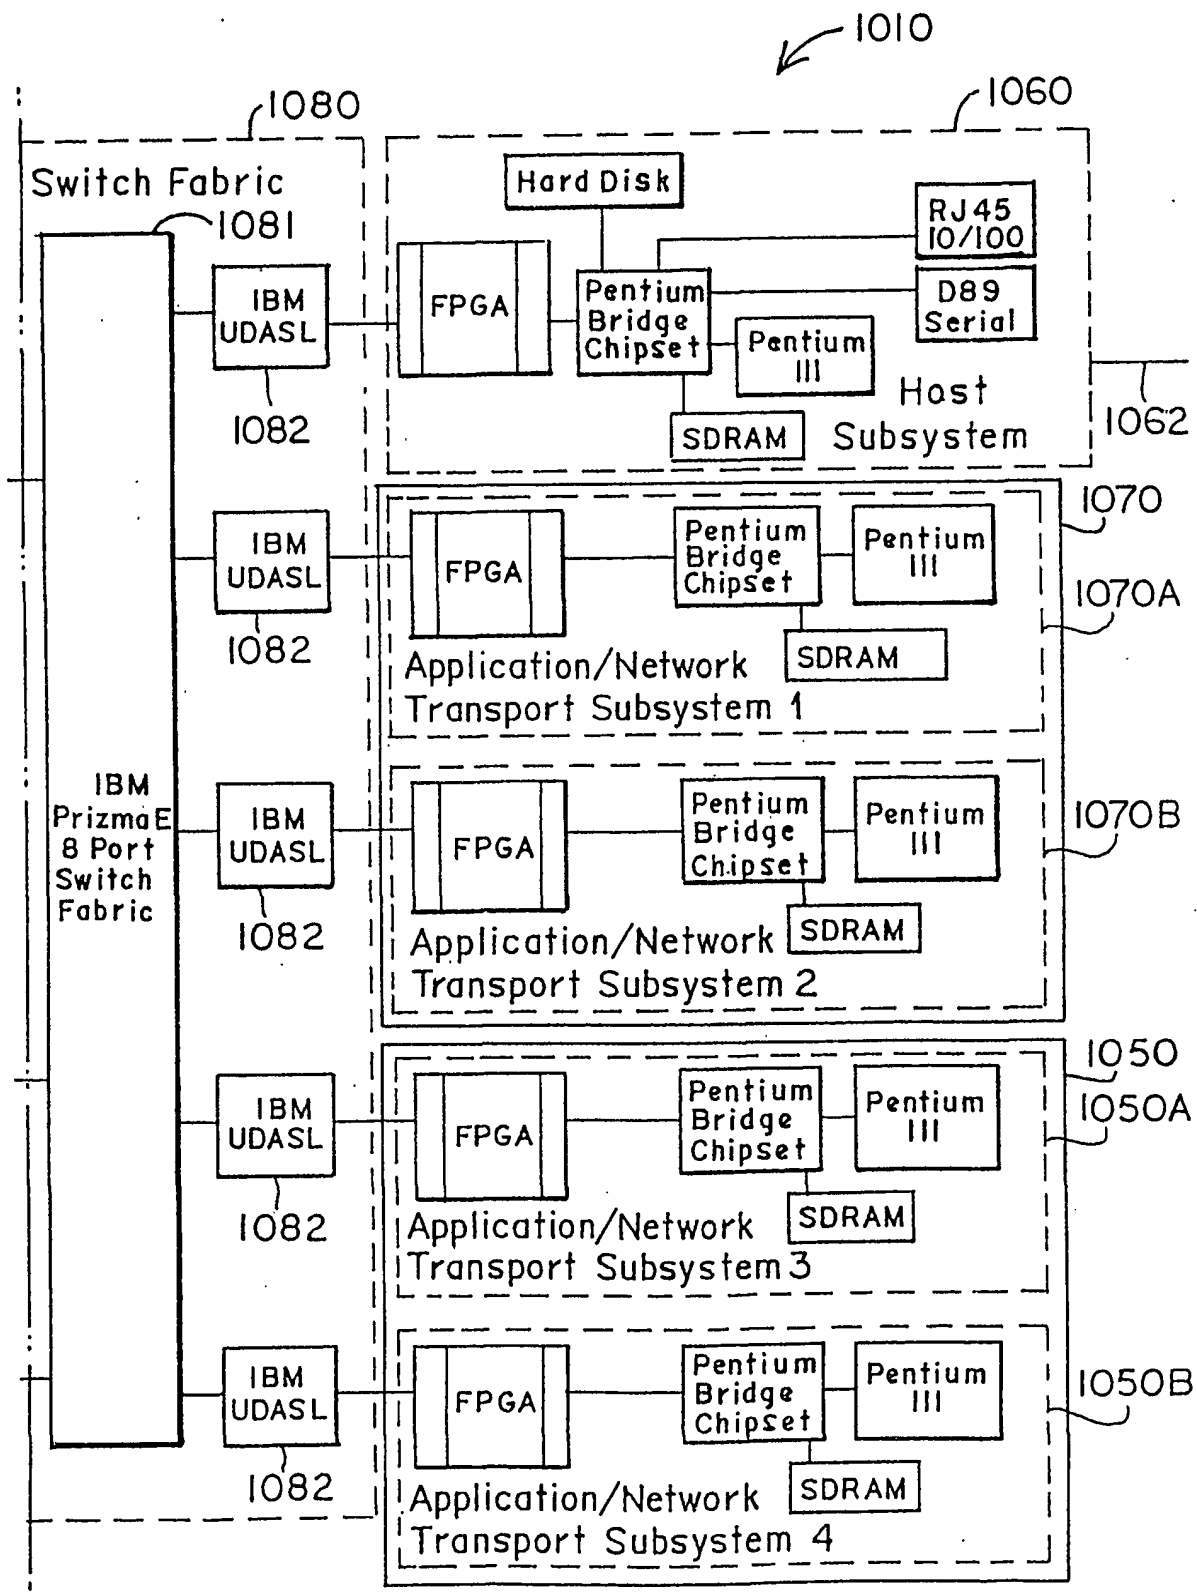 1010
1080
1060
Switch Fabric
1081
Hard Disk
RJ45
10/100
IBM
UDASL
FPGA
Pentium
Bridge
Chipset
D89
Serial
Pentium
III
1082
SDRAM
Host
Subsystem
1062
IBM
UDASL
FPGA
Pentium
Bridge
Chipset
Pentium
III
1070
1070A
1082
SDRAM
Application/Network
Transport Subsystem 1
IBM
PrizmaE
8 Port
Switch
Fabric
IBM
UDASL
FPGA
Pentium
Bridge
Chipset
Pentium
III
1070B
1082
SDRAM
Application/Network
Transport Subsystem 2
IBM
UDASL
FPGA
Pentium
Bridge
Chipset
Pentium
III
1050
1050A
1082
SDRAM
Application/Network
Transport Subsystem 3
IBM
UDASL
FPGA
Pentium
Bridge
Chipset
Pentium
III
1050B
1082
SDRAM
Application/Network
Transport Subsystem 4